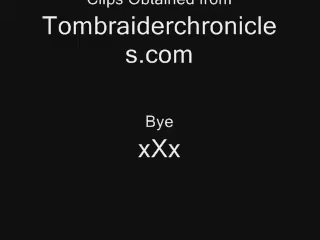 Clips Obtained from
Tombraiderchronicle
s.com
Bye
xXx